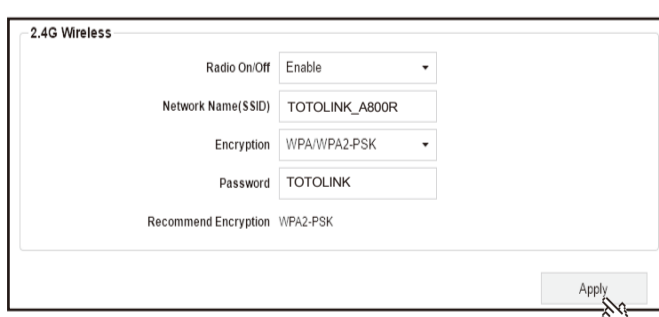 2.4G Wireless
Radio On/Off Enable
Network Name(SSID) TOTOLINK_A800R
Encryption WPA/WPA2-PSK
Password TOTOLINK
Recommend Encryption WPA2-PSK
Apply